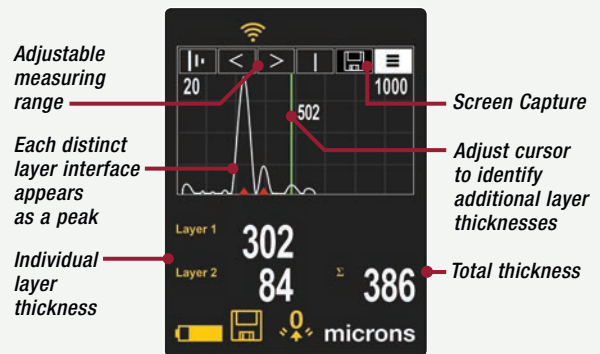 Adjustable
measuring
range
Each distinct
layer interface
appears
as a peak
Individual
layer
thickness
20
1000
502
Layer 1
302
Layer 2
84
Σ
386
0
microns
Screen Capture
Adjust cursor
to identify
additional layer
thicknesses
Total thickness